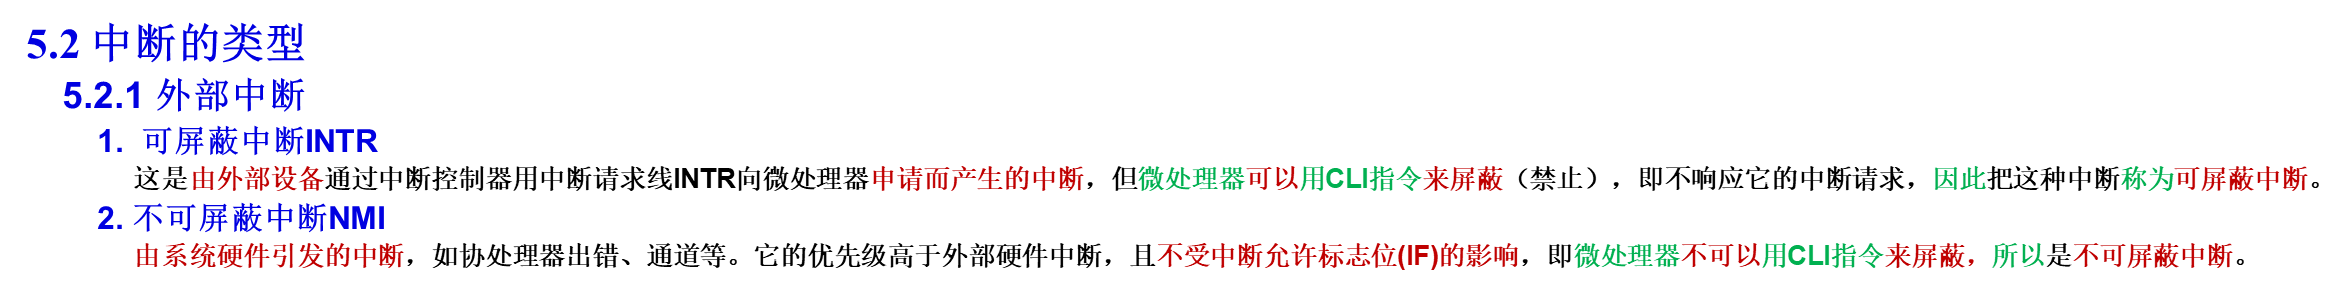 5.2 中断的类型
5.2.1 外部中断
1. 可屏蔽中断INTR
这是由外部设备通过中断控制器用中断请求线INTR向微处理器申请而产生的中断，但微处理器可以用CLI指令来屏蔽（禁止），即不响应它的中断请求，因此把这种中断称为可屏蔽中断。
2. 不可屏蔽中断NMI
由系统硬件引发的中断，如协处理器出错、通道等。它的优先级高于外部硬件中断，且不受中断允许标志位(IF)的影响，即微处理器不可以用CLI指令来屏蔽，所以是不可屏蔽中断。